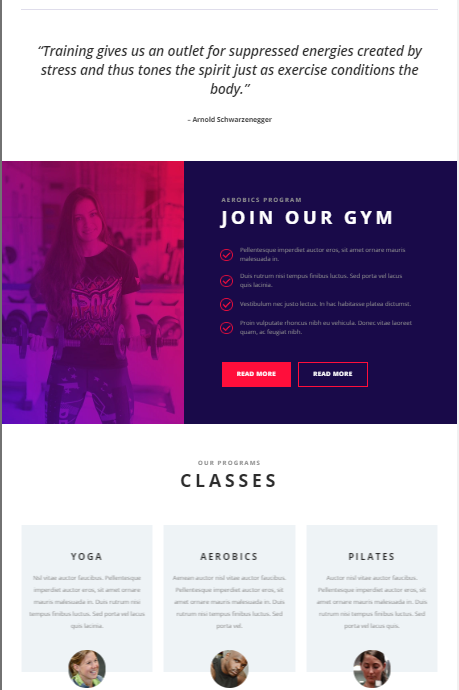 “Training gives us an outlet for suppressed energies created by
stress and thus tones the spirit just as exercise conditions the
body.”
– Arnold Schwarzenegger
AEROBICS PROGRAM
JOIN OUR GYM
Pellentesque imperdiet auctor eros, sit amet ornare mauris
malesuada in.
Duis rutrum nisi tempus finibus luctus. Sed porta vel lacus
quis lacinia.
Vestibulum nec justo lectus. In hac habitasse platea dictumst.
Proin vulputate rhoncus nibh eu vehicula. Donec vitae laoreet
quam, ac feugiat nibh.
READ MORE READ MORE
OUR PROGRAMS
CLASSES
YOGA
Nisl vitae auctor faucibus. Pellentesque
imperdiet auctor eros, sit amet ornare
mauris malesuada in. Duis rutrum nisi
tempus finibus luctus. Sed porta vel lacus
quis lacinia.
AEROBICS
Aenean auctor nisl vitae auctor faucibus.
Pellentesque imperdiet auctor eros, sit
amet ornare mauris malesuada in. Duis
rutrum nisi tempus finibus luctus. Sed
porta vel.
PILATES
Auctor nisl vitae auctor faucibus.
Pellentesque imperdiet auctor eros, sit
amet ornare mauris malesuada in. Duis
rutrum nisi tempus finibus luctus. Sed
porta vel lacus quis.